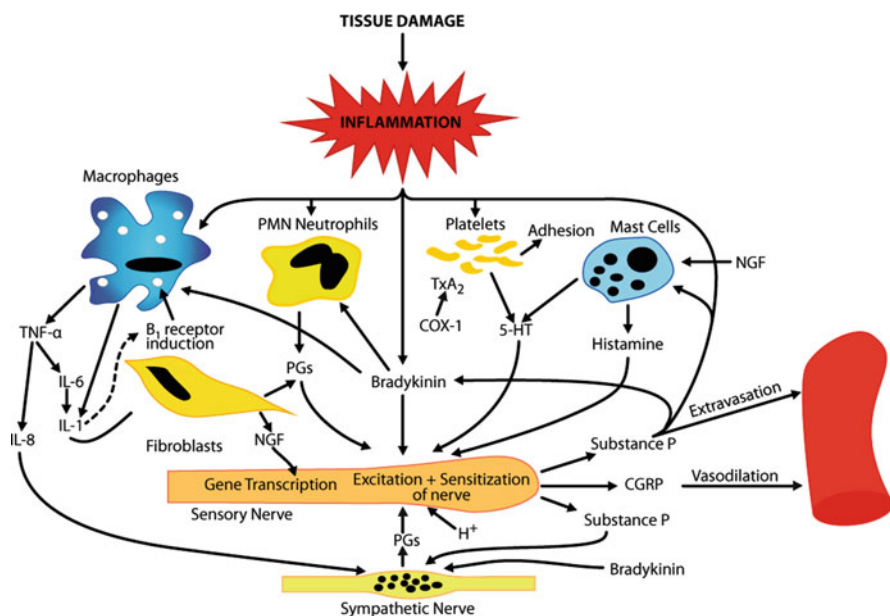 TISSUE DAMAGE
INFLAMMATION
Macrophages
PMN Neutrophils
Platelets
Adhesion
Mast Cells
NGF
TxA2
COX-1
5-HT
Histamine
TNF-α
B1 receptor
induction
IL-6
IL-1
IL-8
PGs
Bradykinin
Fibroblasts
NGF
Extravasation
Substance P
Gene Transcription
Excitation + Sensitization
of nerve
CGRP
Vasodilation
Sensory Nerve
H+
Substance P
PGs
Bradykinin
Sympathetic Nerve